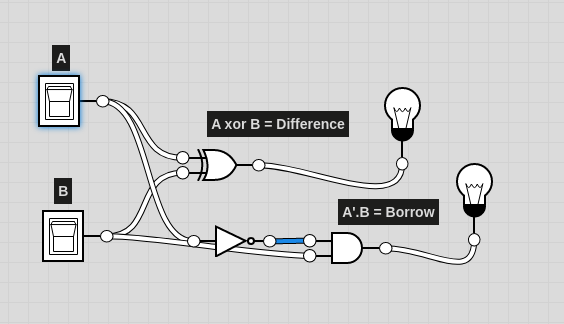 A
A xor B = Difference
B
A'.B = Borrow